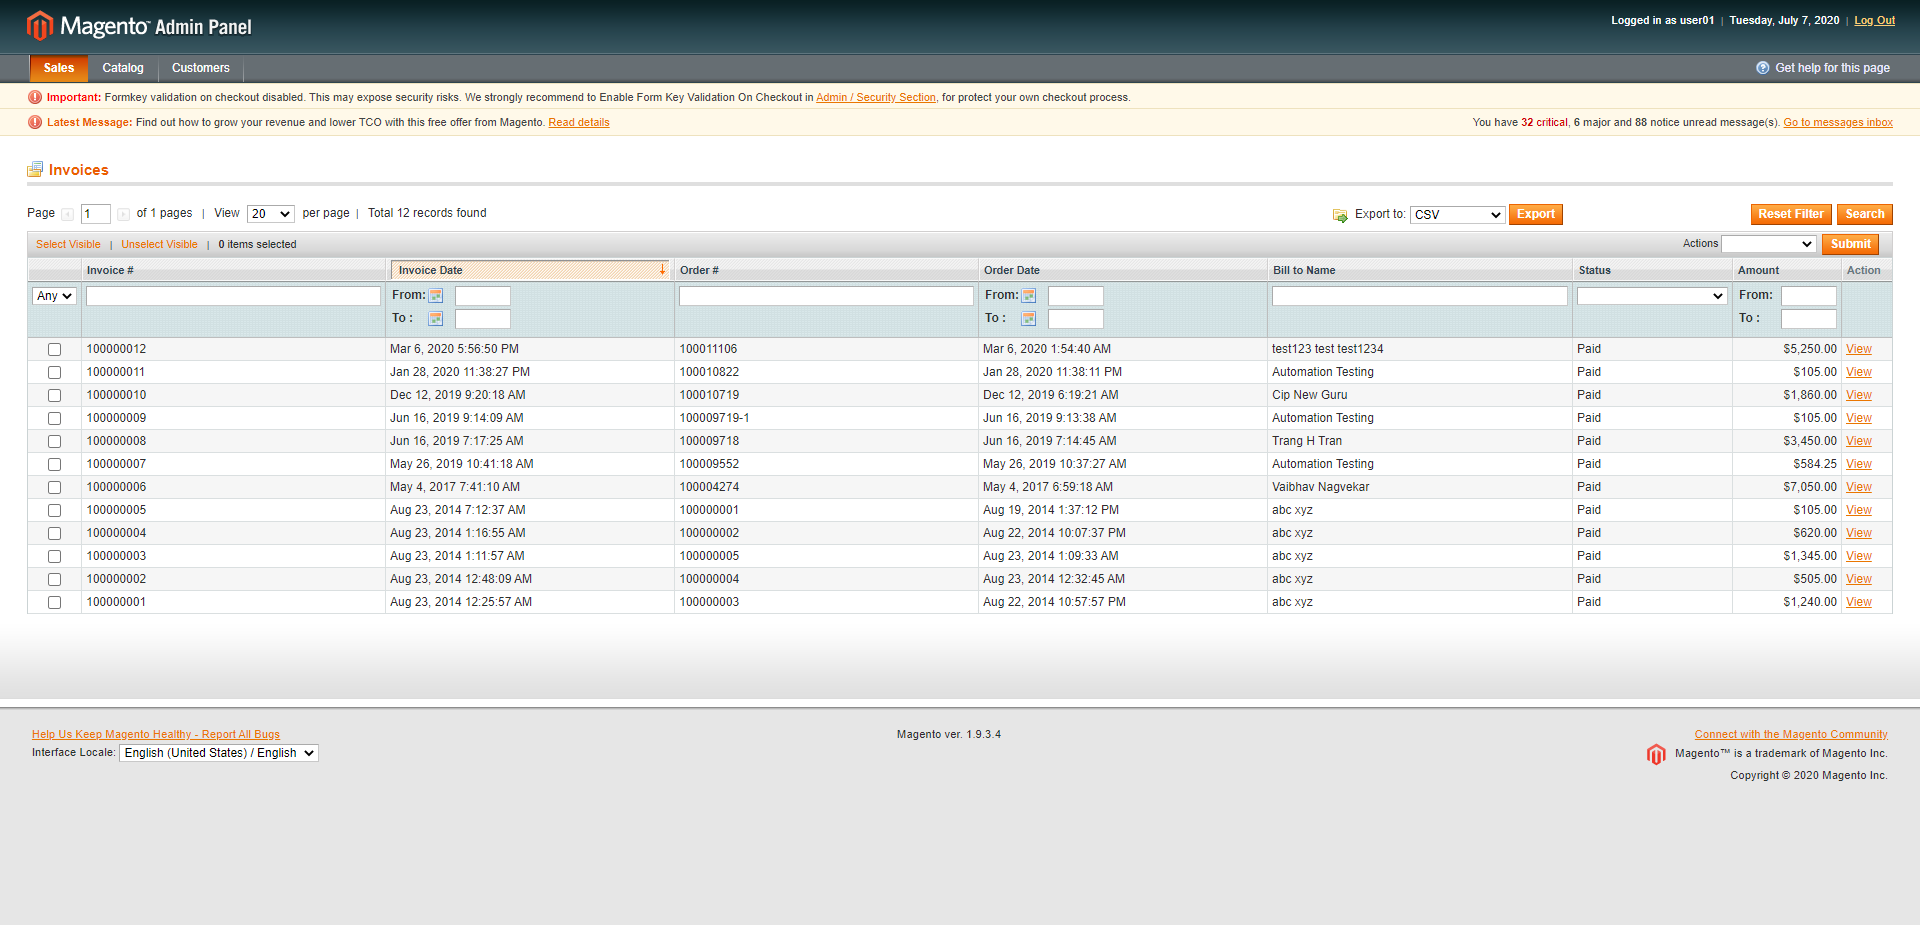 Magento™ Admin Panel
Logged in as user01 | Tuesday, July 7, 2020 | Log Out
Sales Catalog Customers
Get help for this page
Important: Formkey validation on checkout disabled. This may expose security risks. We strongly recommend to Enable Form Key Validation On Checkout in Admin / Security Section, for protect your own checkout process.
Latest Message: Find out how to grow your revenue and lower TCO with this free offer from Magento. Read details
You have 32 critical, 6 major and 88 notice unread message(s). Go to messages inbox
Invoices
Page 1 of 1 pages | View 20 per page | Total 12 records found
Export to: CSV Export
Reset Filter Search
Select Visible | Unselect Visible | 0 items selected
Actions Submit
Invoice # Invoice Date Order # Order Date Bill to Name Status Amount Action
Any From: From: From:
To : To : To :
100000012 Mar 6, 2020 5:56:50 PM 100011106 Mar 6, 2020 1:54:40 AM test123 test test1234 Paid $5,250.00 View
100000011 Jan 28, 2020 11:38:27 PM 100010822 Jan 28, 2020 11:38:11 PM Automation Testing Paid $105.00 View
100000010 Dec 12, 2019 9:20:18 AM 100010719 Dec 12, 2019 6:19:21 AM Cip New Guru Paid $1,860.00 View
100000009 Jun 16, 2019 9:14:09 AM 100009719-1 Jun 16, 2019 9:13:38 AM Automation Testing Paid $105.00 View
100000008 Jun 16, 2019 7:17:25 AM 100009718 Jun 16, 2019 7:14:45 AM Trang H Tran Paid $3,450.00 View
100000007 May 26, 2019 10:41:18 AM 100009552 May 26, 2019 10:37:27 AM Automation Testing Paid $584.25 View
100000006 May 4, 2017 7:41:10 AM 100004274 May 4, 2017 6:59:18 AM Vaibhav Nagvekar Paid $7,050.00 View
100000005 Aug 23, 2014 7:12:37 AM 100000001 Aug 19, 2014 1:37:12 PM abc xyz Paid $105.00 View
100000004 Aug 23, 2014 1:16:55 AM 100000002 Aug 22, 2014 10:07:37 PM abc xyz Paid $620.00 View
100000003 Aug 23, 2014 1:11:57 AM 100000005 Aug 23, 2014 1:09:33 AM abc xyz Paid $1,345.00 View
100000002 Aug 23, 2014 12:48:09 AM 100000004 Aug 23, 2014 12:32:45 AM abc xyz Paid $505.00 View
100000001 Aug 23, 2014 12:25:57 AM 100000003 Aug 22, 2014 10:57:57 PM abc xyz Paid $1,240.00 View
Help Us Keep Magento Healthy - Report All Bugs
Interface Locale: English (United States) / English
Magento ver. 1.9.3.4
Connect with the Magento Community
Magento™ is a trademark of Magento Inc.
Copyright © 2020 Magento Inc.